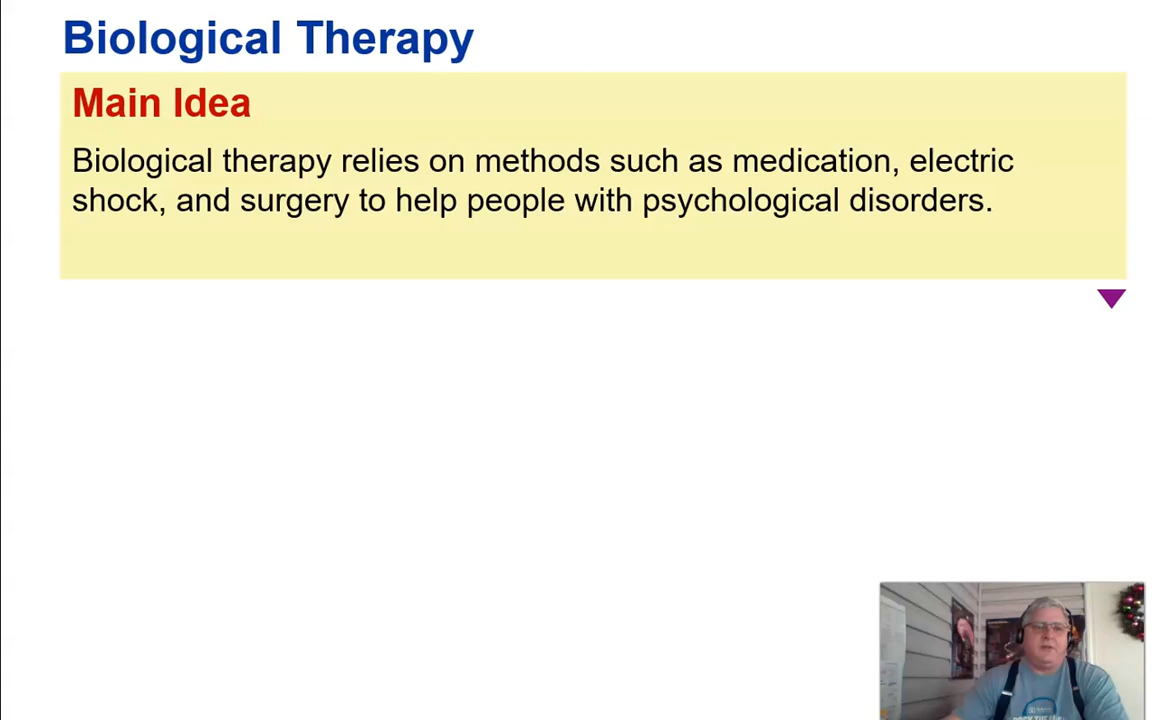 Biological Therapy
Main Idea
Biological therapy relies on methods such as medication, electric
shock, and surgery to help people with psychological disorders.